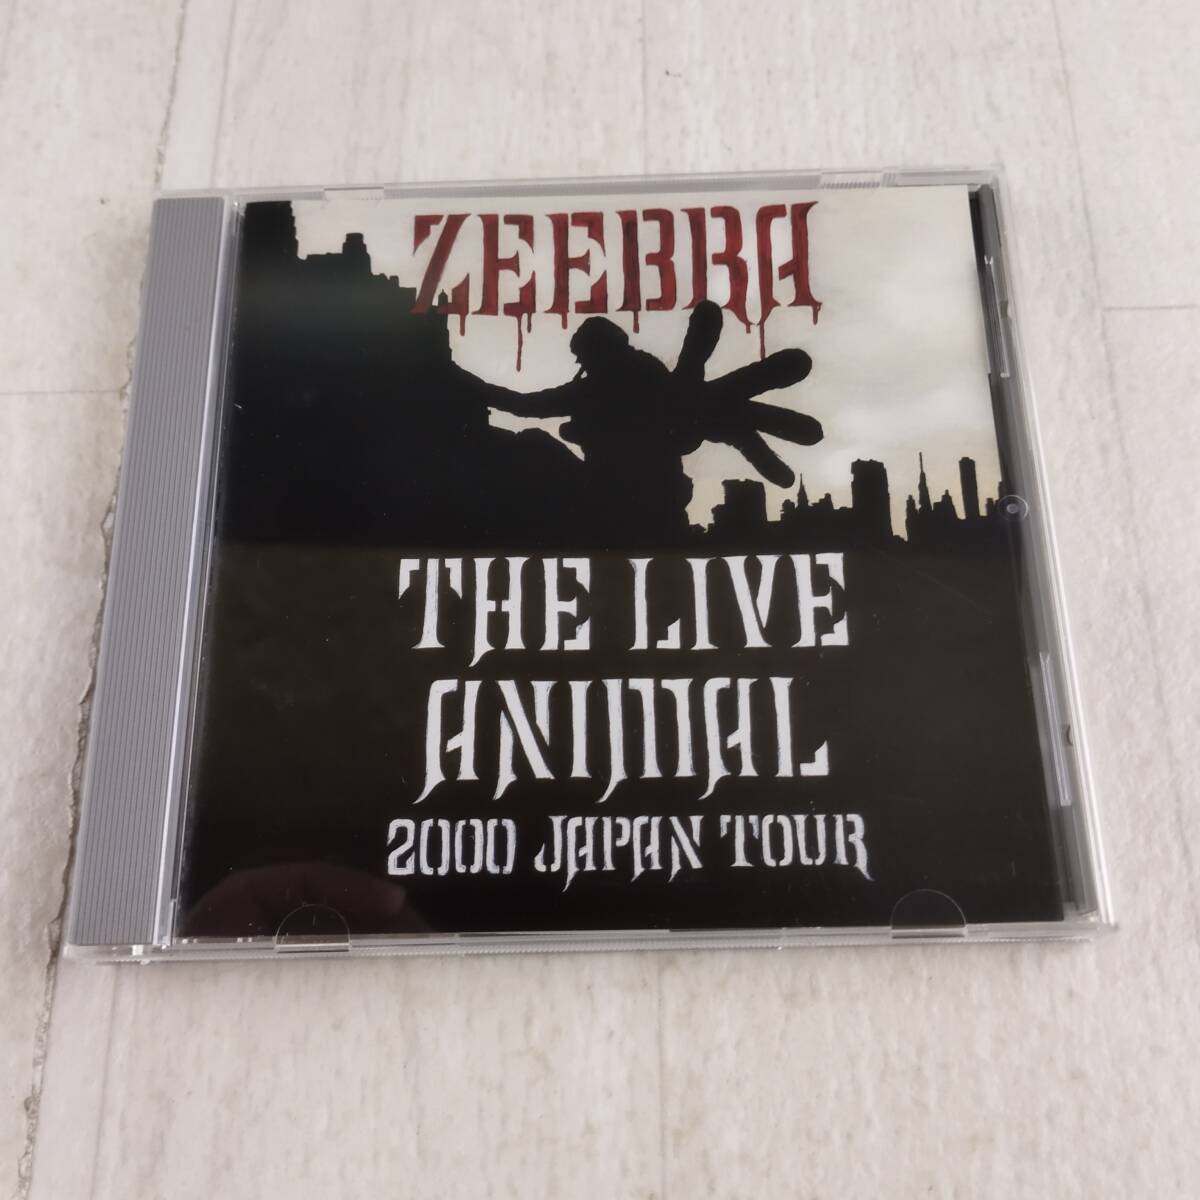 ZEEBRA
THE LIVE
ANIMAL
2000 JAPAN TOUR